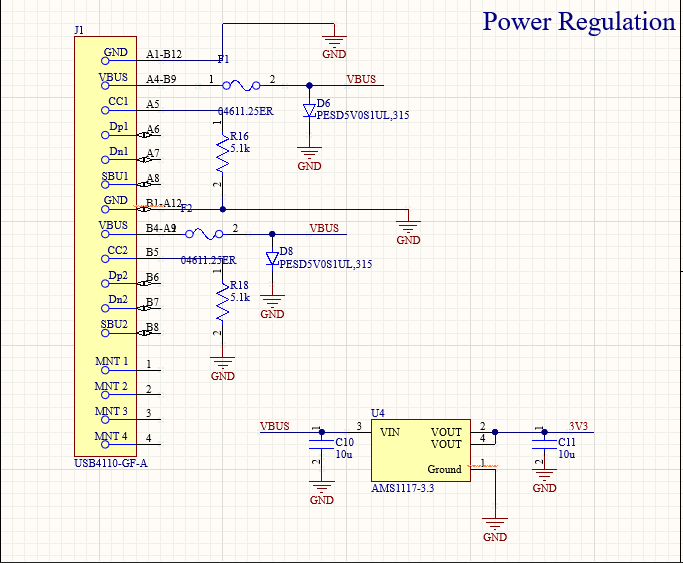 Power Regulation
J1
GND A1-B12
GND
F1
VBUS A4-B9 1 2 VBUS
CC1 A5
04611.25ER
D6
PESD5V0S1UL,315
Dp1 A6
1
R16
5.1k
2
GND
Dn1 A7
SBU1 A8
GND B1-A12
GND
F2
VBUS B4-A9 1 2 VBUS
CC2 B5
04611.25ER
D8
PESD5V0S1UL,315
Dp2 B6
1
R18
5.1k
2
GND
Dn2 B7
SBU2 B8
GND
MNT 1 1
MNT 2 2
MNT 3 3
MNT 4 4
USB4110-GF-A
U4
VBUS 3 VIN VOUT 2 3V3
VOUT 4
1
C10
10u
2
GND
Ground 1
AMS1117-3.3
GND
1
C11
10u
2
GND